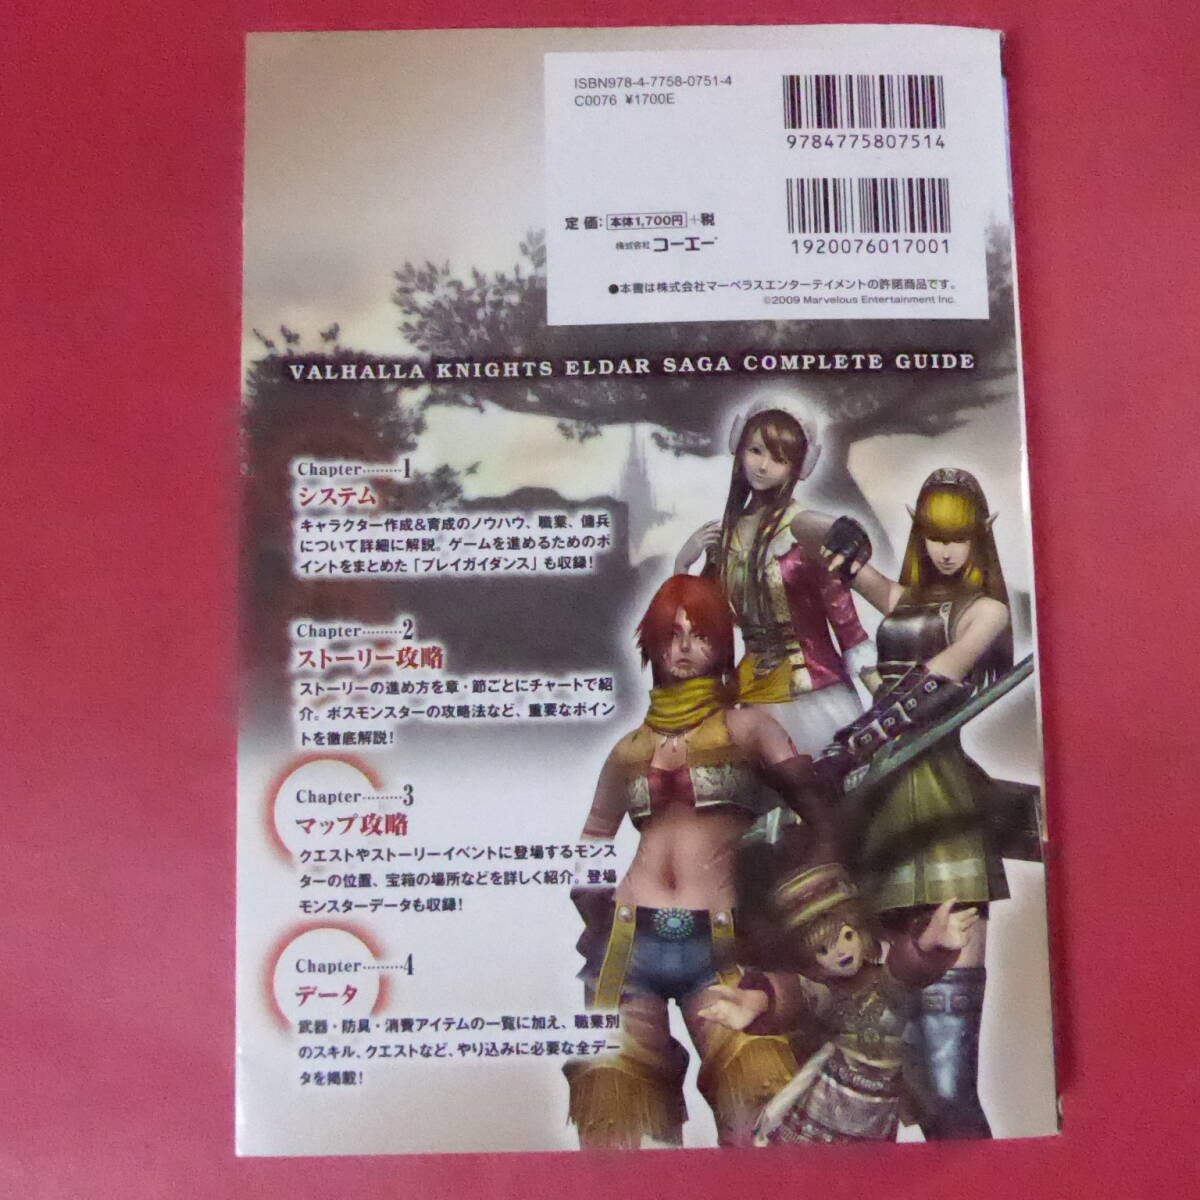 ISBN978-4-7758-0751-4
C0076 ¥1700E
9784775807514
定価:本体1,700円+税
株式会社コーエー
1920076017001
●本書は株式会社マーベラスエンターテイメントの許諾商品です。
©2009 Marvelous Entertainment Inc.
VALHALLA KNIGHTS ELDAR SAGA COMPLETE GUIDE
Chapter………1
システム
キャラクター作成&育成のノウハウ、職業、傭兵
について詳細に解説。ゲームを進めるためのポ
イントをまとめた「プレイガイダンス」も収録!
Chapter………2
ストーリー攻略
ストーリーの進め方を章・節ごとにチャートで紹
介。ボスモンスターの攻略法など、重要なポイン
トを徹底解説!
Chapter………3
マップ攻略
クエストやストーリーイベントに登場するモンス
ターの位置、宝箱の場所などを詳しく紹介。登場
モンスターデータも収録!
Chapter………4
データ
武器・防具・消費アイテムの一覧に加え、職業別
のスキル、クエストなど、やり込みに必要な全デー
タを掲載!